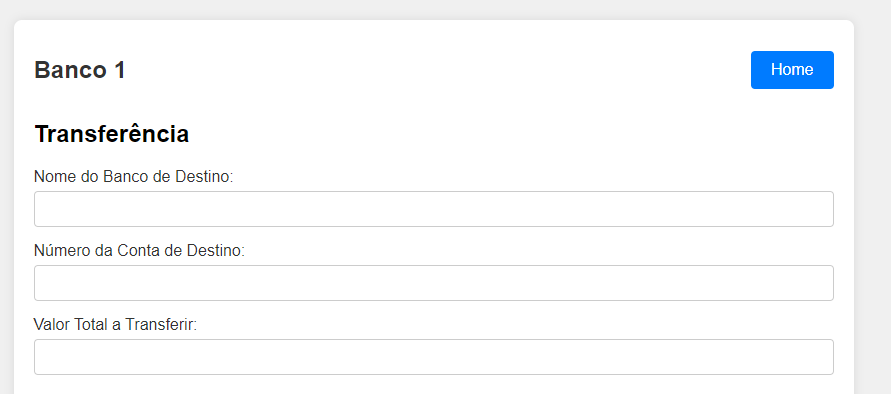 Banco 1
Home
Transferência
Nome do Banco de Destino:
Número da Conta de Destino:
Valor Total a Transferir: